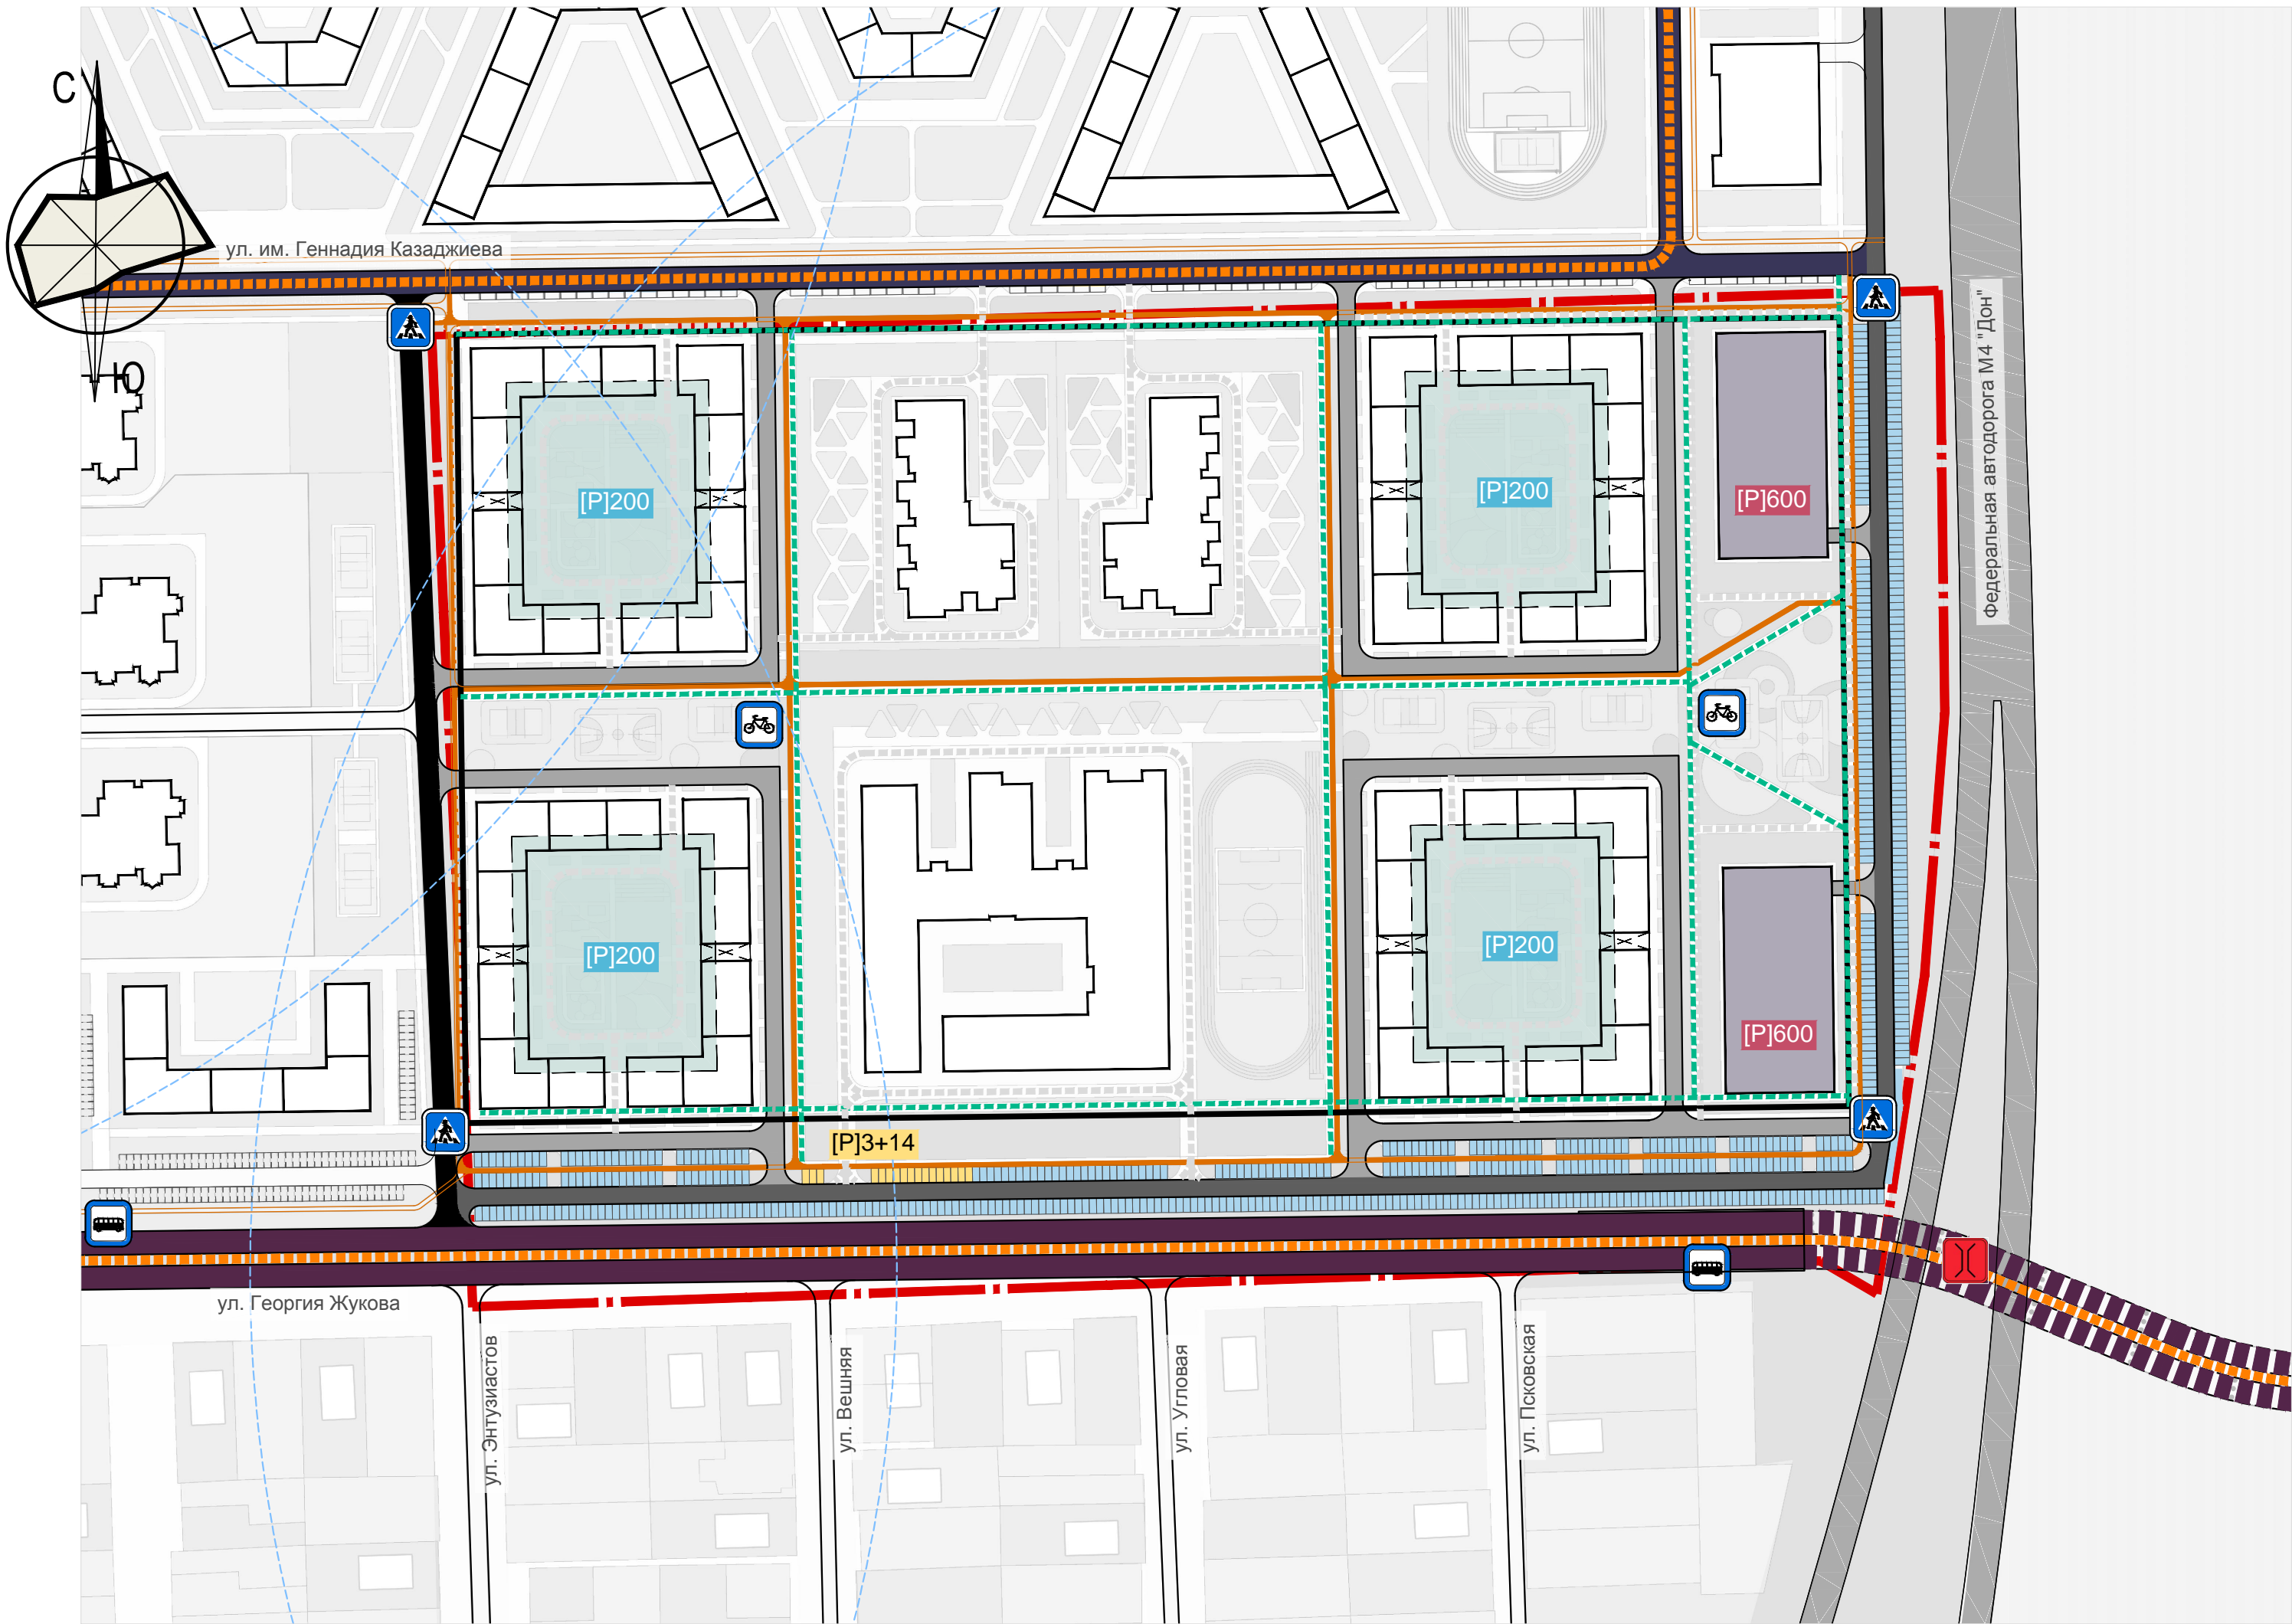 С
Ю
ул. им. Геннадия Казаджиева
Федеральная автодорога М4 "Дон"
[P]200
[P]200
[P]600
[P]200
[P]200
[P]600
[P]3+14
ул. Георгия Жукова
ул. Энтузиастов
ул. Вешняя
ул. Угловая
ул. Псковская